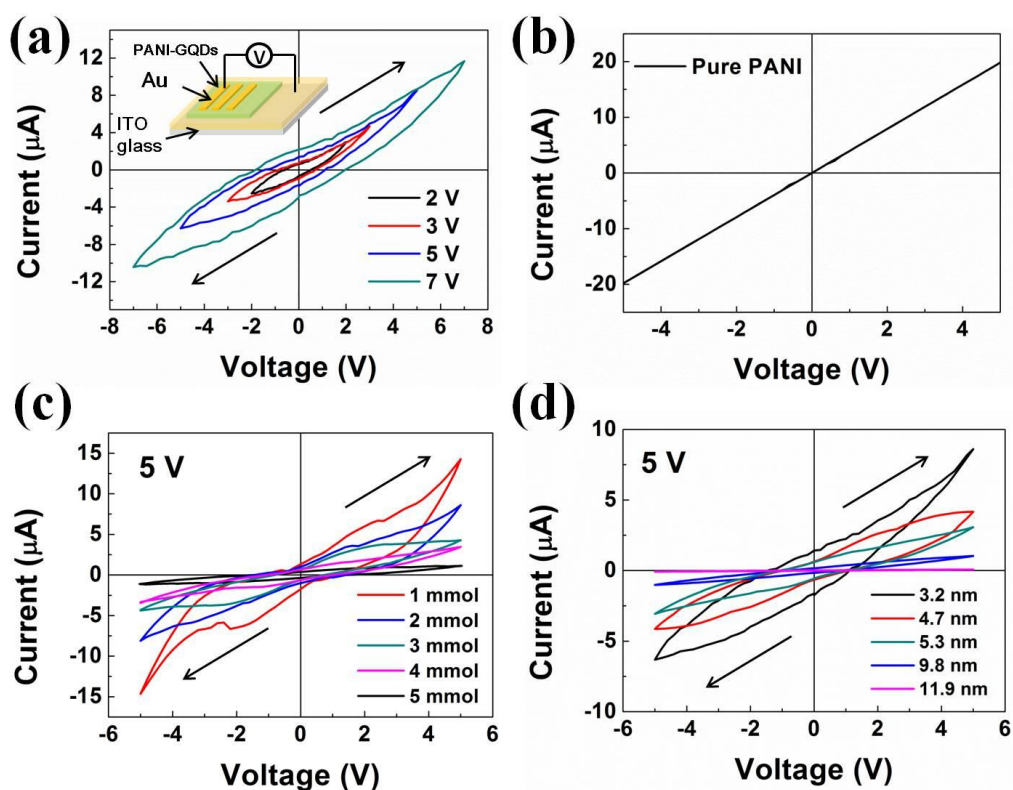 (a)
PANI-GQDs
V
Au
ITO
glass
12
8
4
0
-4
-8
-12
Current (μA)
2 V
3 V
5 V
7 V
-8 -6 -4 -2 0 2 4 6 8
Voltage (V)
(b)
Pure PANI
20
10
0
-10
-20
Current (μA)
-4 -2 0 2 4
Voltage (V)
(c)
5 V
15
10
5
0
-5
-10
-15
Current (μA)
1 mmol
2 mmol
3 mmol
4 mmol
5 mmol
-6 -4 -2 0 2 4 6
Voltage (V)
(d)
5 V
10
5
0
-5
-10
Current (μA)
3.2 nm
4.7 nm
5.3 nm
9.8 nm
11.9 nm
-6 -4 -2 0 2 4 6
Voltage (V)